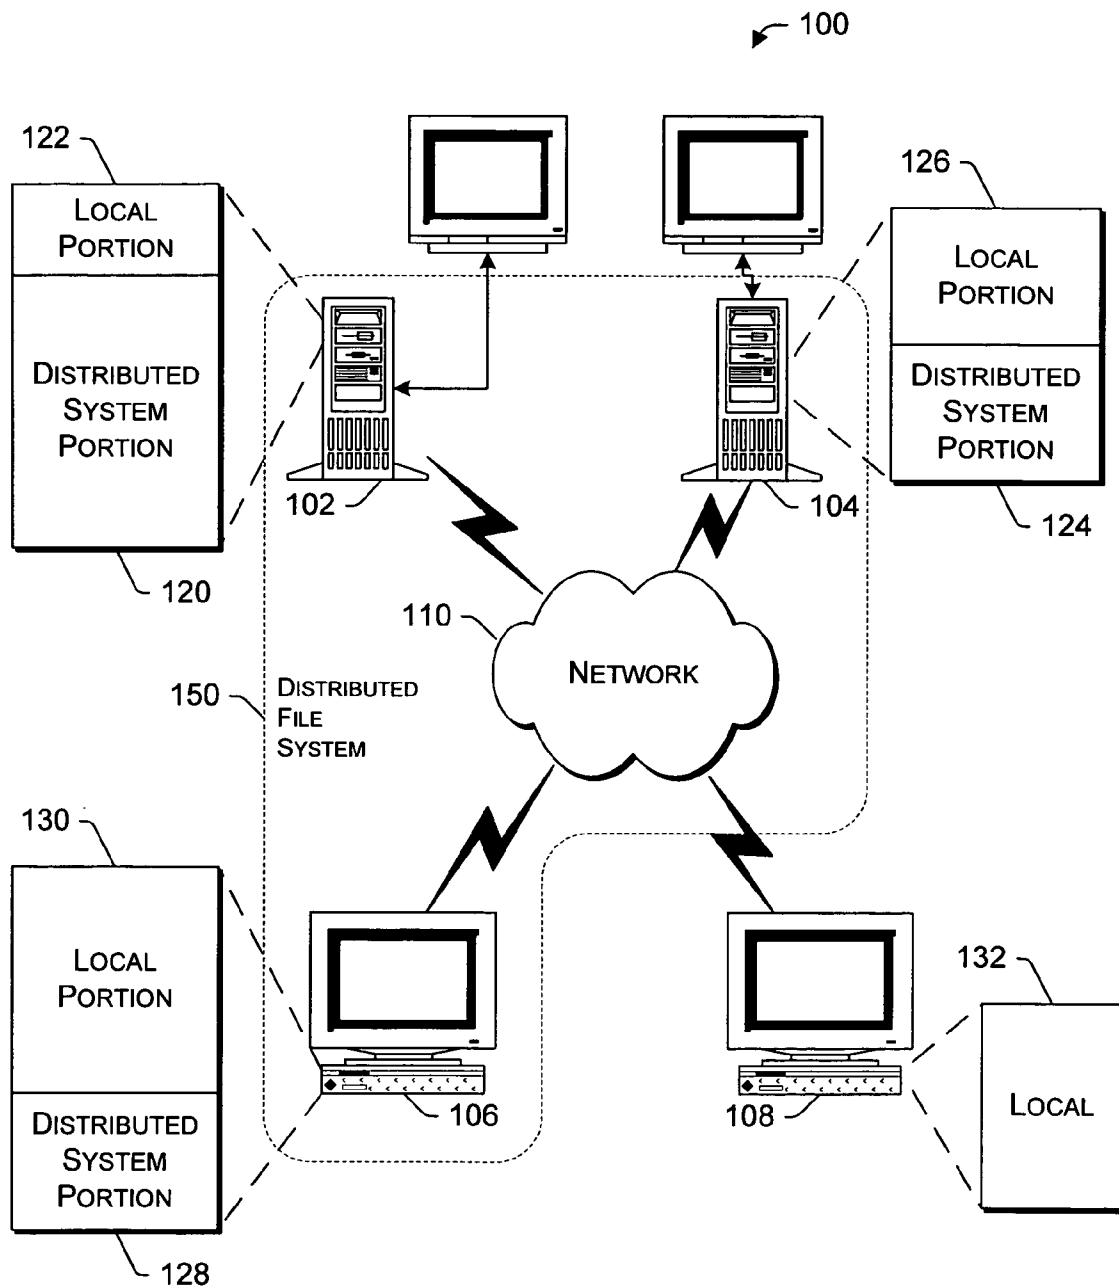 100
122
LOCAL
PORTION
DISTRIBUTED
SYSTEM
PORTION
120
126
LOCAL
PORTION
DISTRIBUTED
SYSTEM
PORTION
124
102
104
110
NETWORK
150
DISTRIBUTED
FILE
SYSTEM
130
LOCAL
PORTION
DISTRIBUTED
SYSTEM
PORTION
128
106
108
132
LOCAL